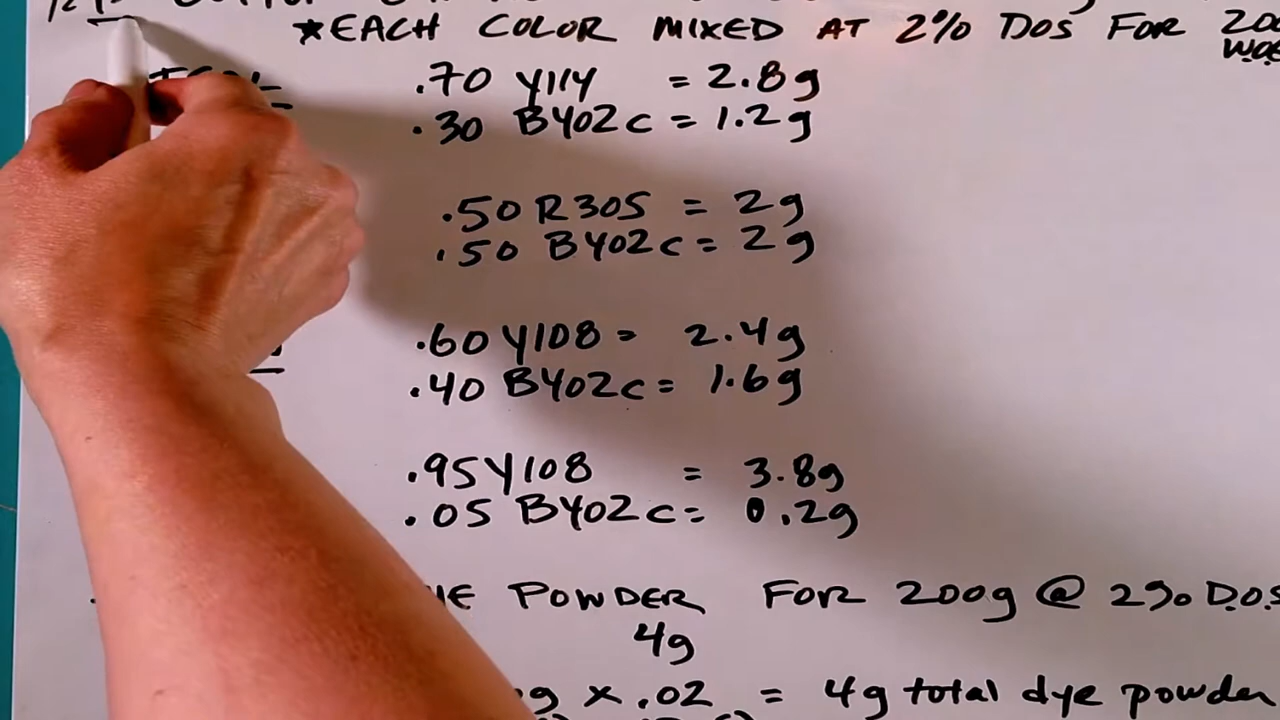 ★EACH COLOR MIXED AT 2% DOS FOR
.70 Y114 = 2.8g
.30 B402c = 1.2g
.50 R305 = 2g
.50 B402c = 2g
.60 Y108 = 2.4g
.40 B402c = 1.6g
.95 Y108 = 3.8g
.05 B402c = 0.2g
POWDER FOR 200g @ 2% D.O.S
4g
g x .02 = 4g total dye powder